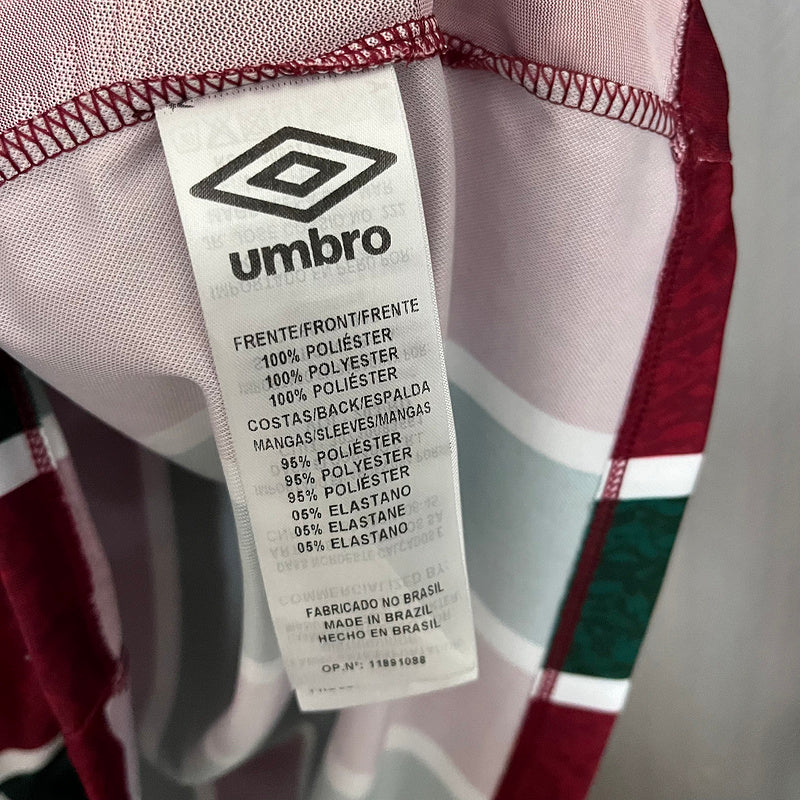 umbro
FRENTE/FRONT/FRENTE
100% POLIÉSTER
100% POLYESTER
100% POLIÉSTER
COSTAS/BACK/ESPALDA
MANGAS/SLEEVES/MANGAS
95% POLIÉSTER
95% POLYESTER
95% POLIÉSTER
05% ELASTANO
05% ELASTANE
05% ELASTANO
FABRICADO NO BRASIL
MADE IN BRAZIL
HECHO EN BRASIL
OP.Nº: 11891088